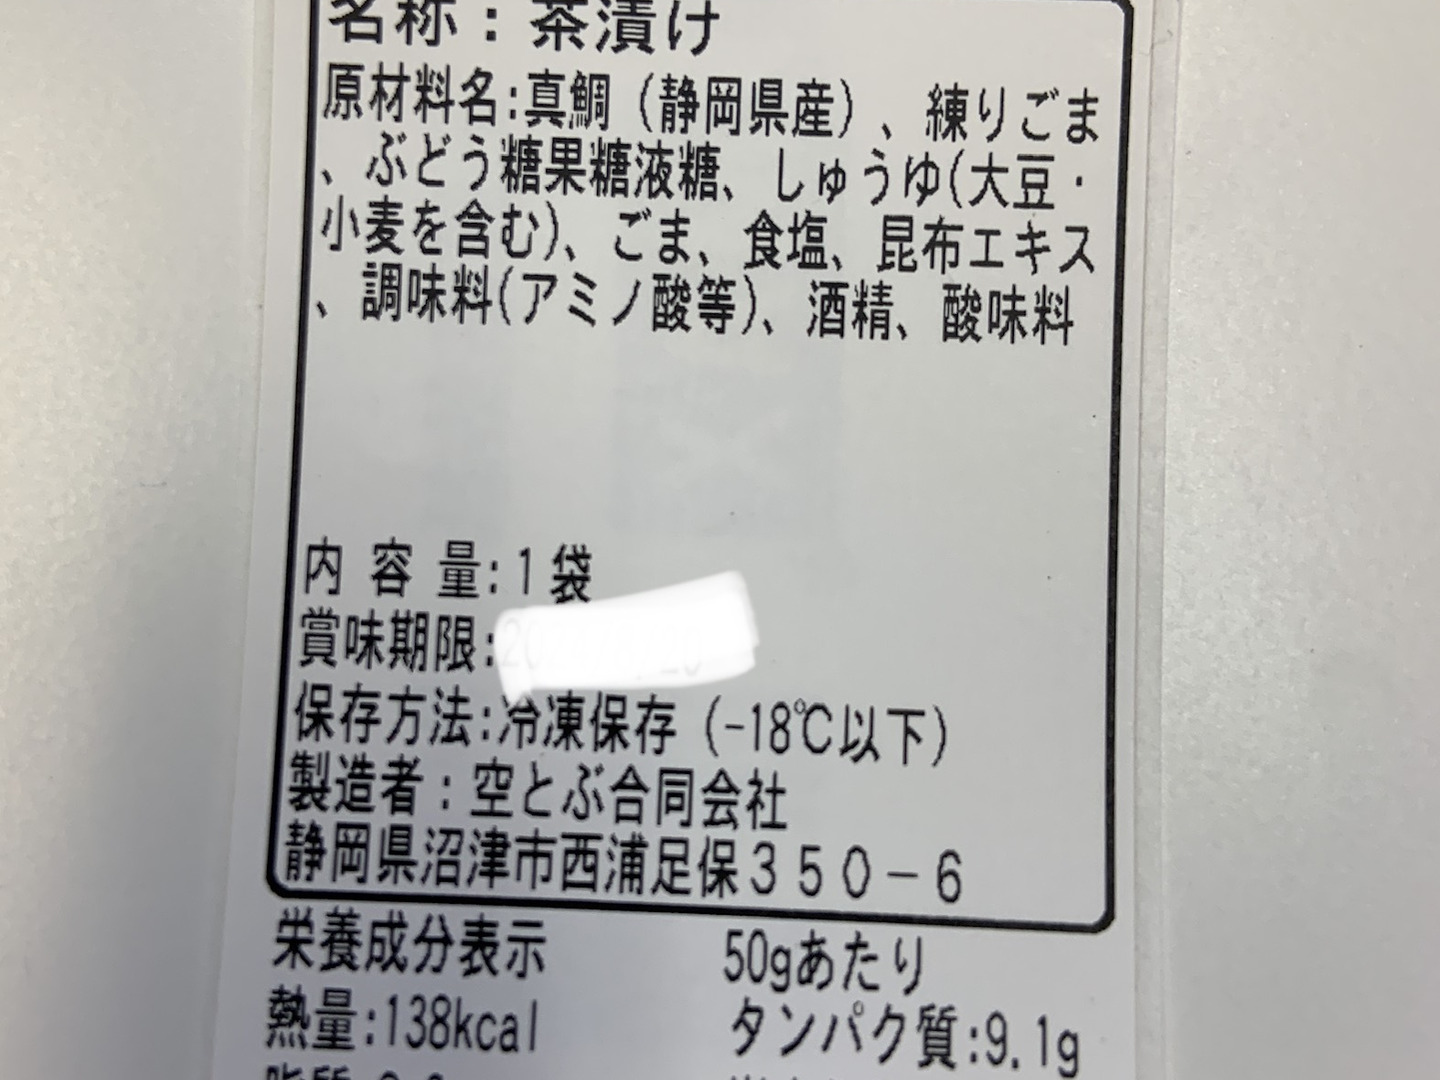 名称：茶漬け
原材料名:真鯛（静岡県産）、練りごま
、ぶどう糖果糖液糖、しゅうゆ(大豆・
小麦を含む)、ごま、食塩、昆布エキス
、調味料(アミノ酸等)、酒精、酸味料
内容量:1袋
賞味期限:
保存方法:冷凍保存（-18℃以下）
製造者：空とぶ合同会社
静岡県沼津市西浦足保３５０－６
栄養成分表示 50gあたり
熱量:138kcal タンパク質:9.1g